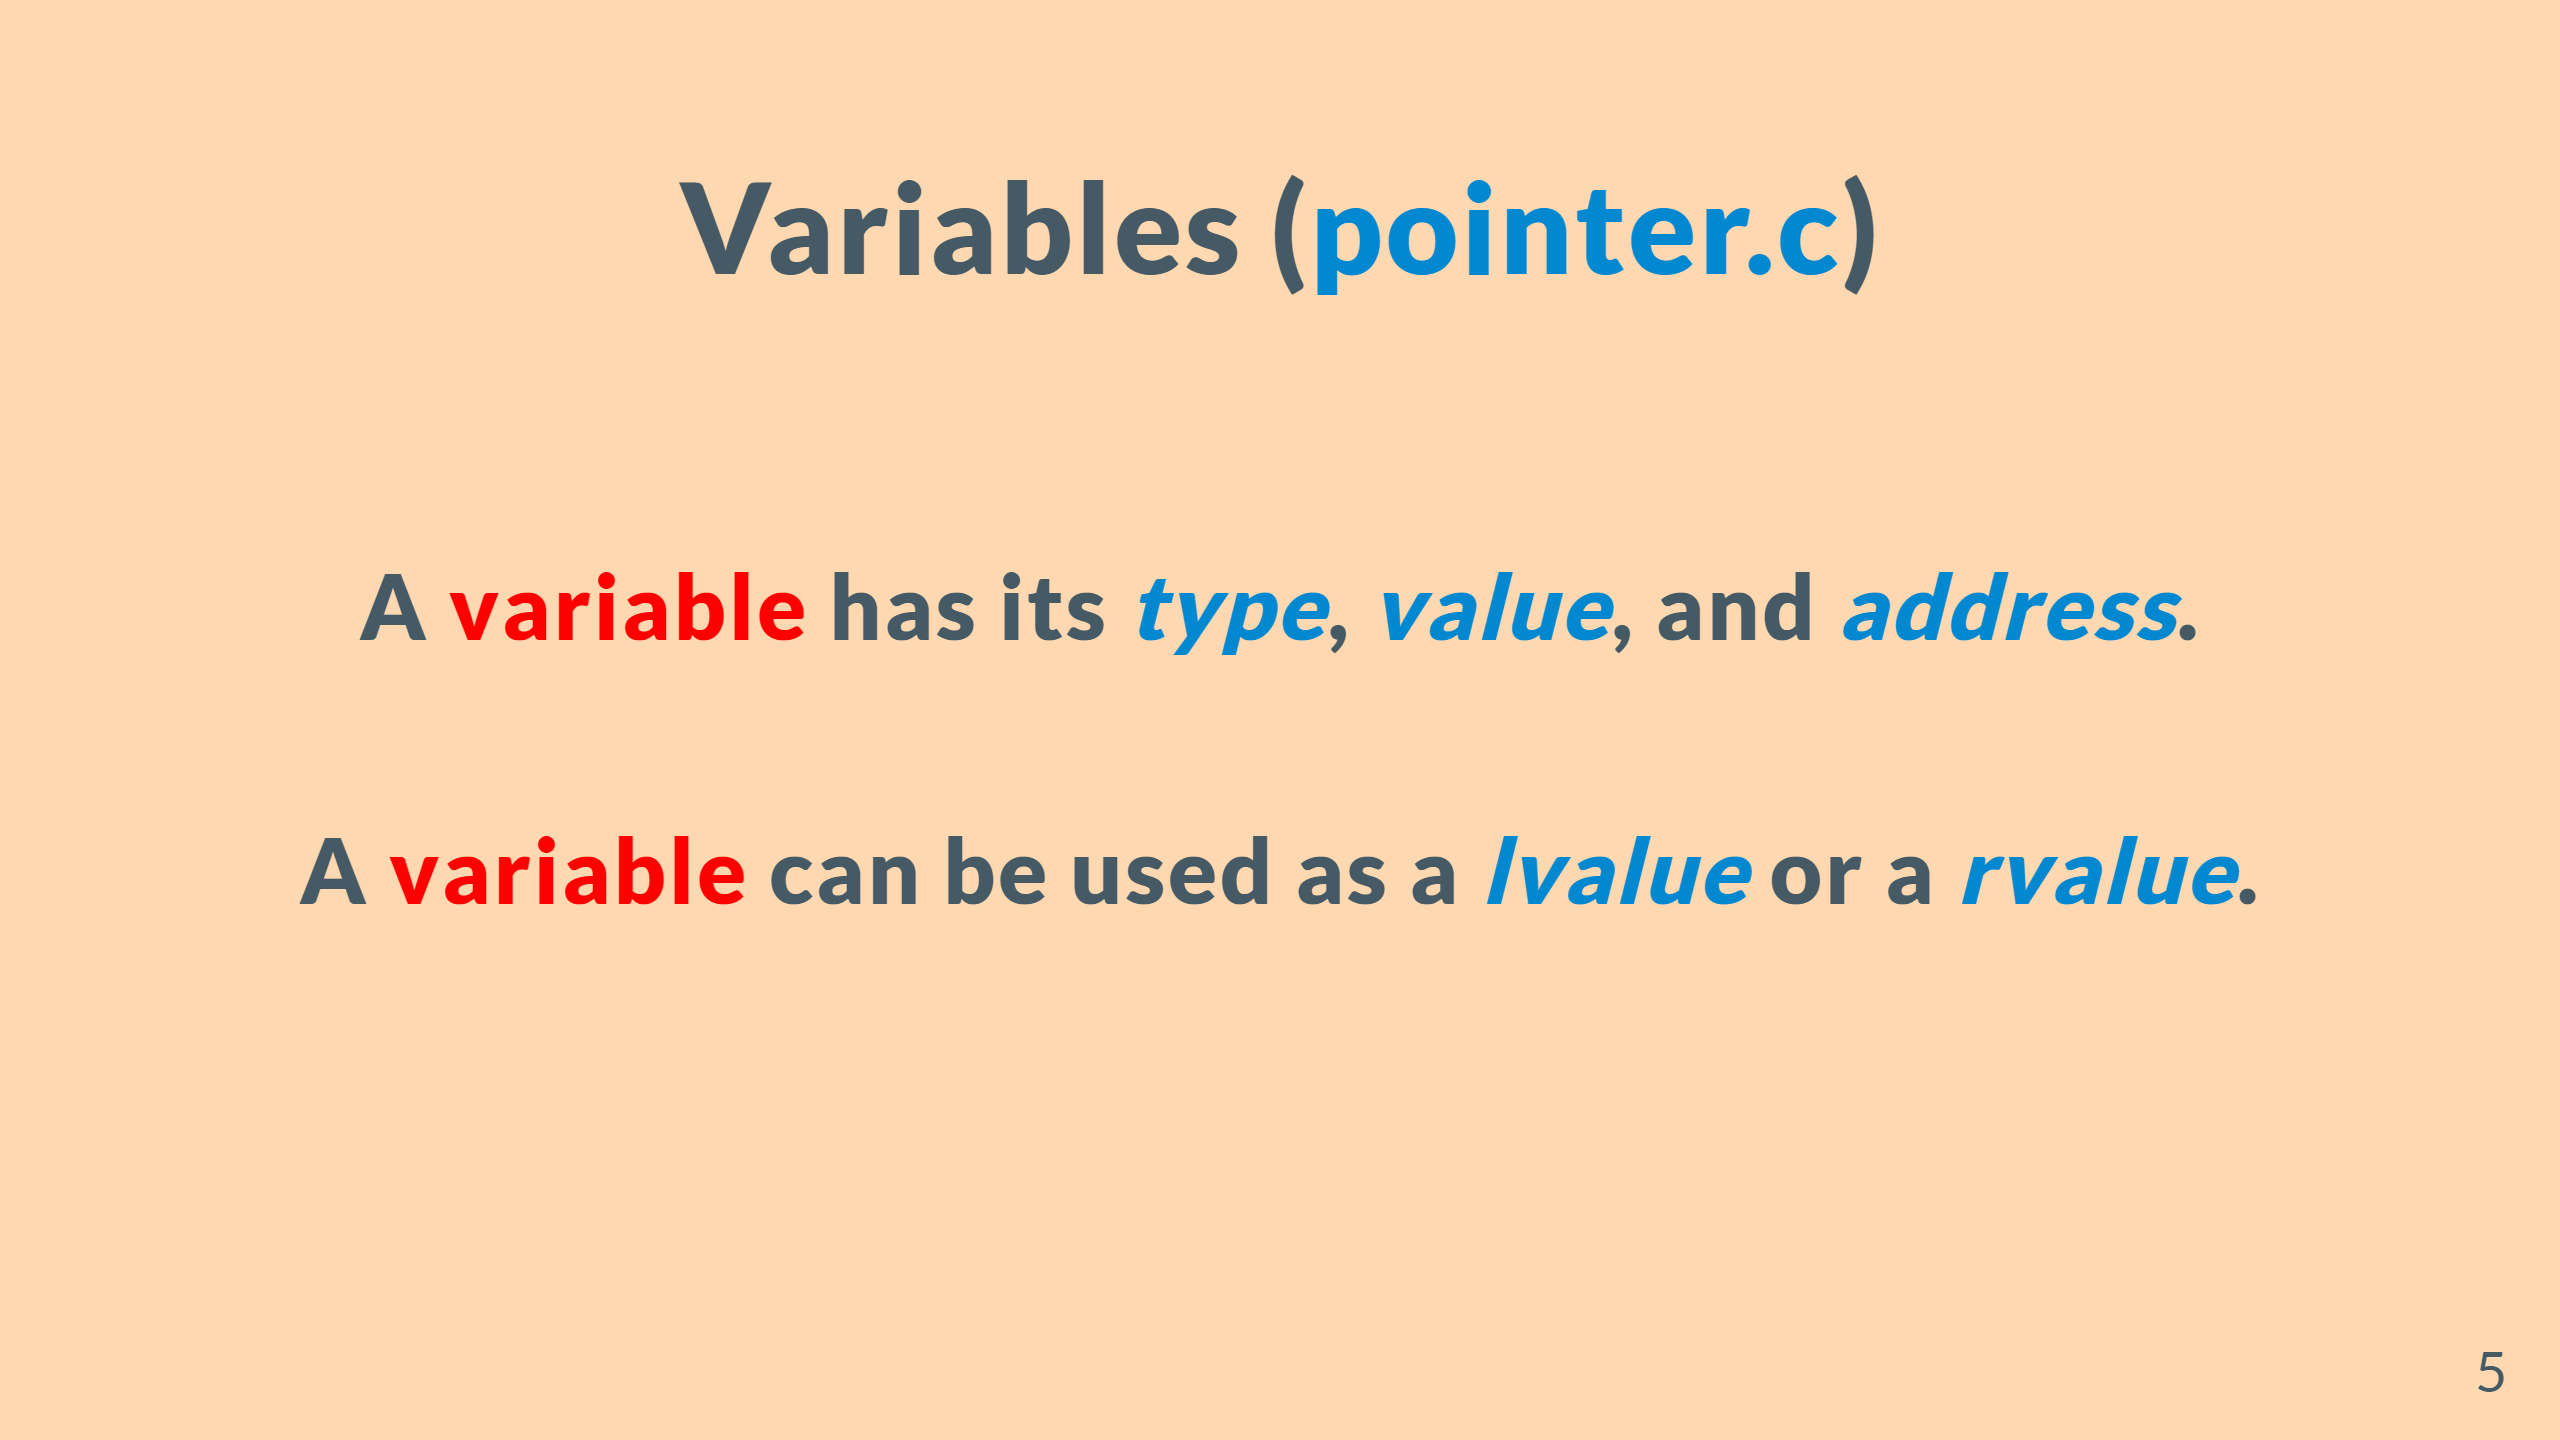 Variables (pointer.c)
A variable has its type, value, and address.
A variable can be used as a lvalue or a rvalue.
5